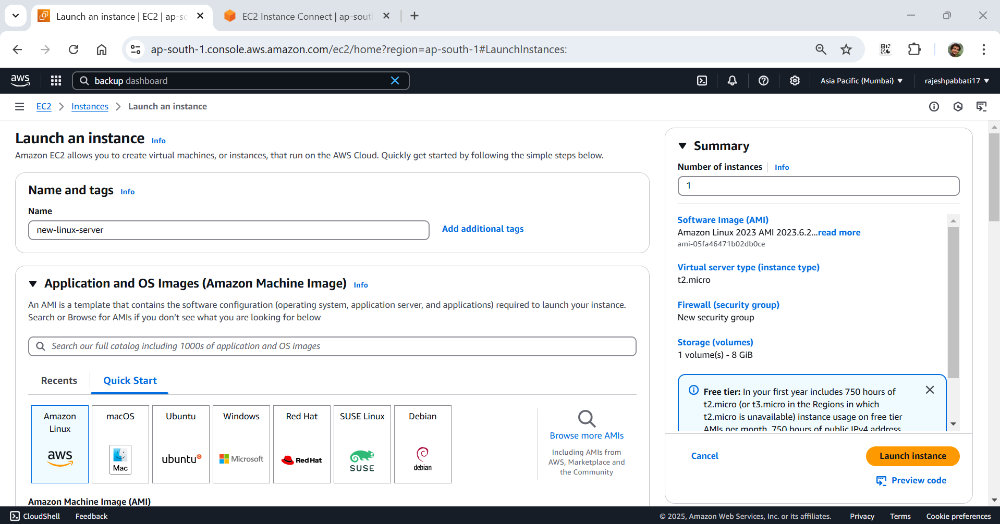 Launch an instance | EC2 | ap-so
EC2 Instance Connect | ap-sout
ap-south-1.console.aws.amazon.com/ec2/home?region=ap-south-1#LaunchInstances:
aws
backup dashboard
Asia Pacific (Mumbai)
rajeshpabbati17
EC2
Instances
Launch an instance
Launch an instance Info
Amazon EC2 allows you to create virtual machines, or instances, that run on the AWS Cloud. Quickly get started by following the simple steps below.
Name and tags Info
Name
new-linux-server
Add additional tags
Application and OS Images (Amazon Machine Image) Info
An AMI is a template that contains the software configuration (operating system, application server, and applications) required to launch your instance.
Search or Browse for AMIs if you don’t see what you are looking for below
Search our full catalog including 1000s of application and OS images
Recents
Quick Start
Amazon
Linux
aws
macOS
Mac
Ubuntu
ubuntu
Windows
Microsoft
Red Hat
Red Hat
SUSE Linux
SUSE
Debian
debian
Browse more AMIs
Including AMIs from
AWS, Marketplace and
the Community
Amazon Machine Image (AMI)
Summary
Number of instances Info
1
Software Image (AMI)
Amazon Linux 2023 AMI 2023.6.2...read more
ami-05fa46471b02db0ce
Virtual server type (instance type)
t2.micro
Firewall (security group)
New security group
Storage (volumes)
1 volume(s) - 8 GiB
Free tier: In your first year includes 750 hours of
t2.micro (or t3.micro in the Regions in which
t2.micro is unavailable) instance usage on free tier
AMIs per month, 750 hours of public IPv4 address
Cancel
Launch instance
Preview code
CloudShell
Feedback
© 2025, Amazon Web Services, Inc. or its affiliates.
Privacy
Terms
Cookie preferences